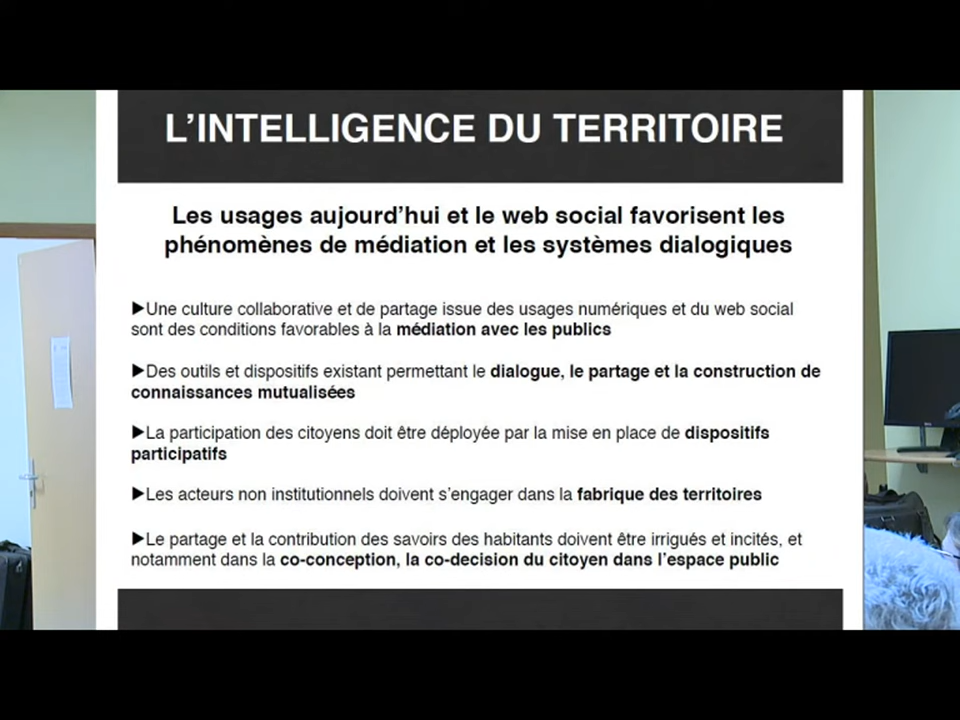 L'INTELLIGENCE DU TERRITOIRE
Les usages aujourd'hui et le web social favorisent les
phénomènes de médiation et les systèmes dialogiques
▶Une culture collaborative et de partage issue des usages numériques et du web social
sont des conditions favorables à la médiation avec les publics
▶Des outils et dispositifs existant permettant le dialogue, le partage et la construction de
connaissances mutualisées
▶La participation des citoyens doit être déployée par la mise en place de dispositifs
participatifs
▶Les acteurs non institutionnels doivent s'engager dans la fabrique des territoires
▶Le partage et la contribution des savoirs des habitants doivent être irrigués et incités, et
notamment dans la co-conception, la co-decision du citoyen dans l'espace public